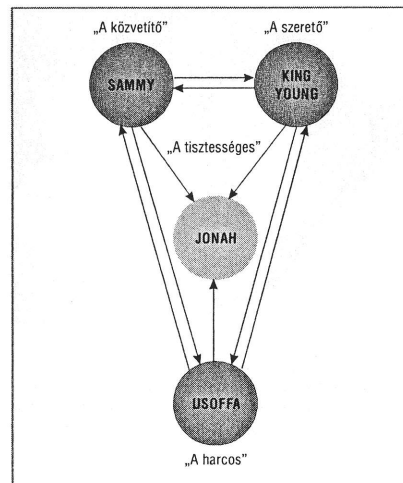 „A közvetítő”
„A szerető”
SAMMY
KING
YOUNG
„A tisztességes”
JONAH
USOFFA
„A harcos”